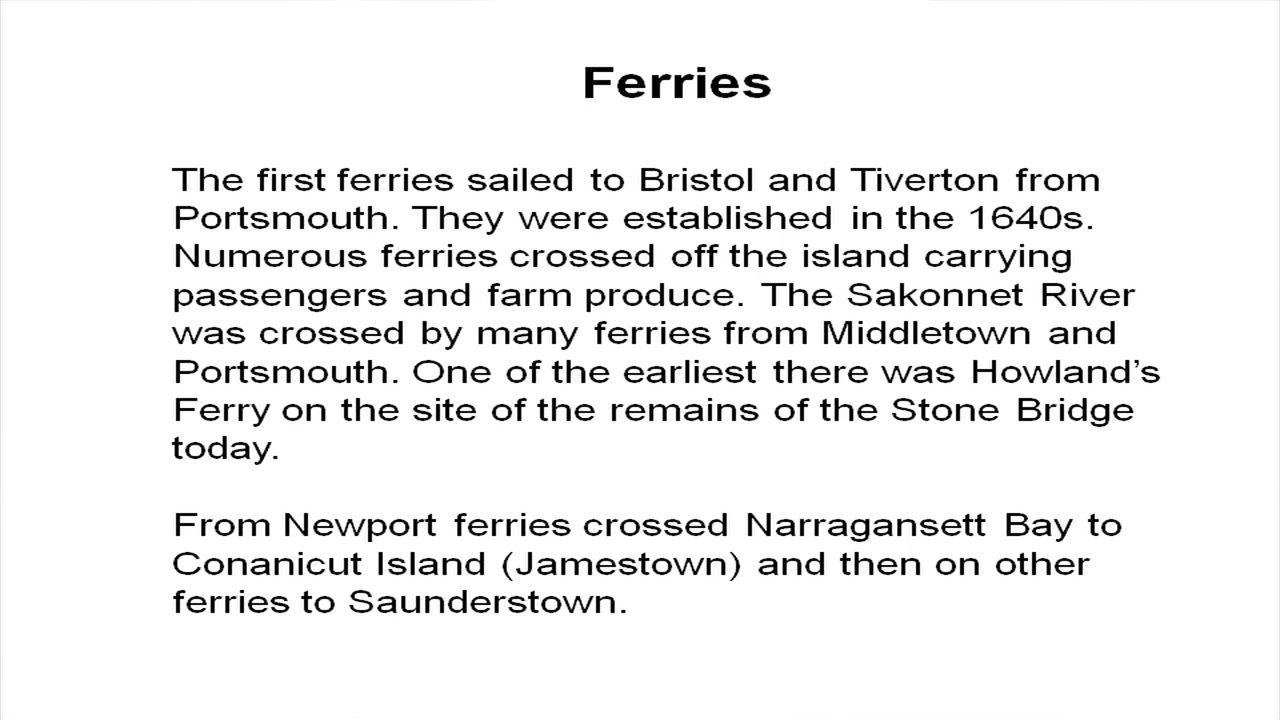 Ferries
The first ferries sailed to Bristol and Tiverton from
Portsmouth. They were established in the 1640s.
Numerous ferries crossed off the island carrying
passengers and farm produce. The Sakonnet River
was crossed by many ferries from Middletown and
Portsmouth. One of the earliest there was Howland’s
Ferry on the site of the remains of the Stone Bridge
today.
From Newport ferries crossed Narragansett Bay to
Conanicut Island (Jamestown) and then on other
ferries to Saunderstown.